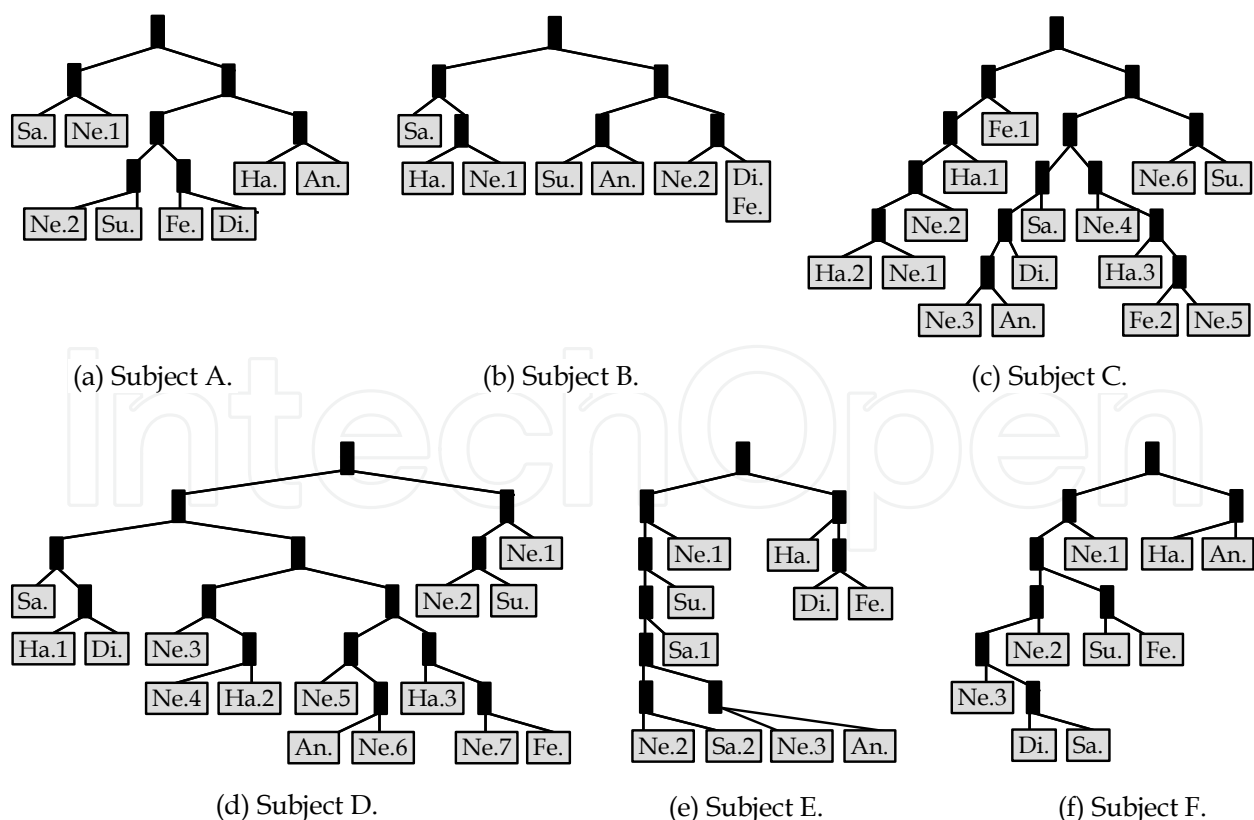 Sa. Ne.1
Ha. An.
Ne.2 Su. Fe. Di.
(a) Subject A.
Sa.
Ha. Ne.1 Su. An. Ne.2 Di.
Fe.
(b) Subject B.
Fe.1
Ha.1 Ne.6 Su.
Ne.2 Sa. Ne.4
Ha.2 Ne.1 Di. Ha.3
Ne.3 An. Fe.2 Ne.5
(c) Subject C.
IntechOpen
Ne.1
Sa. Ne.2 Su.
Ha.1 Di. Ne.3
Ne.4 Ha.2 Ne.5 Ha.3
An. Ne.6 Ne.7 Fe.
(d) Subject D.
Ne.1 Ha.
Su. Di. Fe.
Sa.1
Ne.2 Sa.2 Ne.3 An.
(e) Subject E.
Ne.1 Ha. An.
Ne.2 Su. Fe.
Ne.3
Di. Sa.
(f) Subject F.